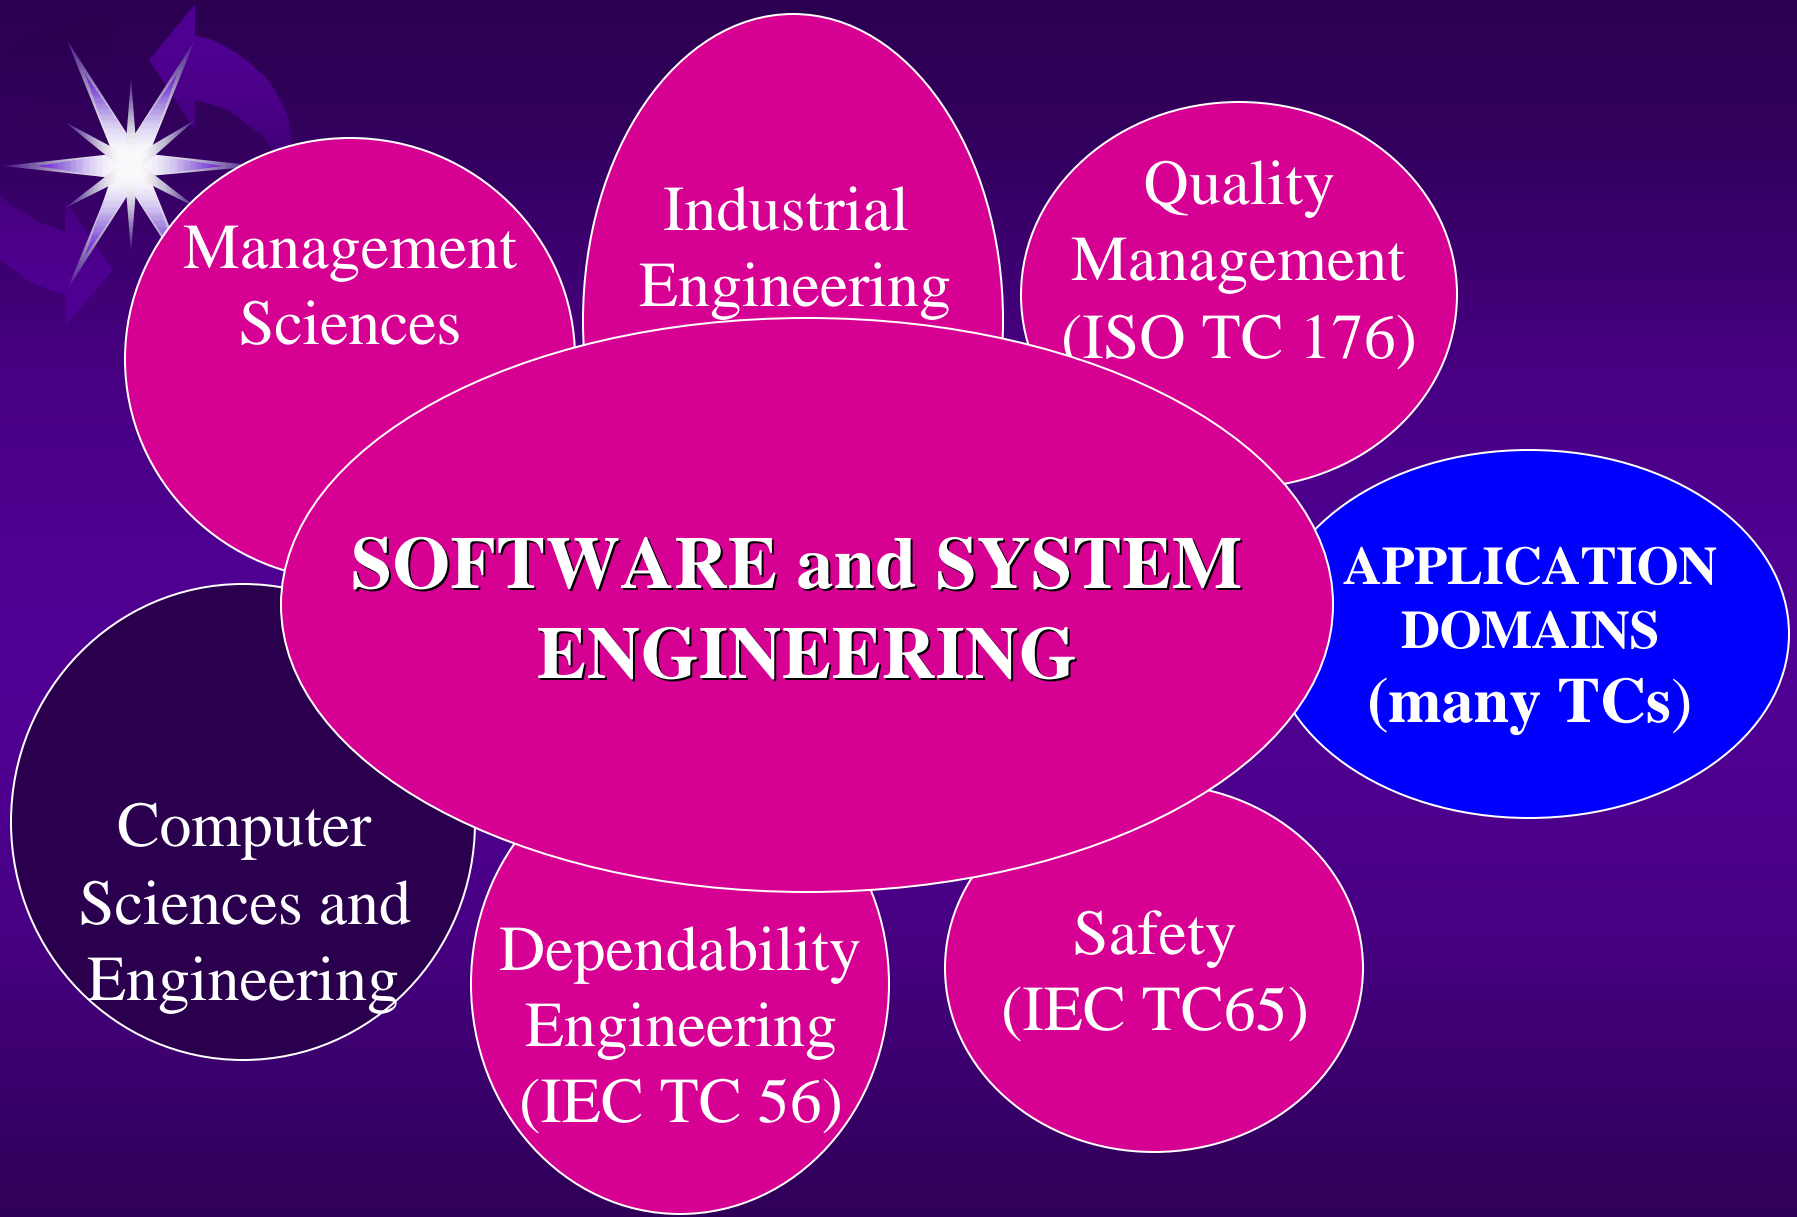 Management
Sciences
Industrial
Engineering
Quality
Management
(ISO TC 176)
SOFTWARE and SYSTEM
ENGINEERING
APPLICATION
DOMAINS
(many TCs)
Computer
Sciences and
Engineering
Dependability
Engineering
(IEC TC 56)
Safety
(IEC TC65)